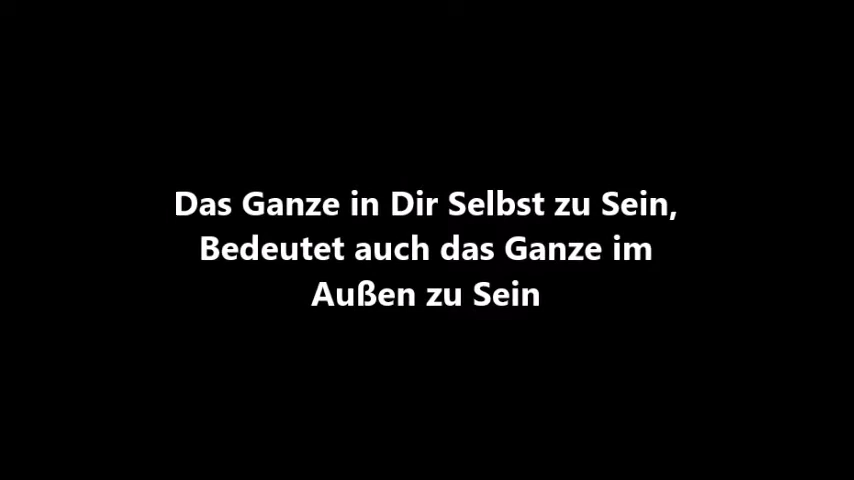 Das Ganze in Dir Selbst zu Sein,
Bedeutet auch das Ganze im
Außen zu Sein